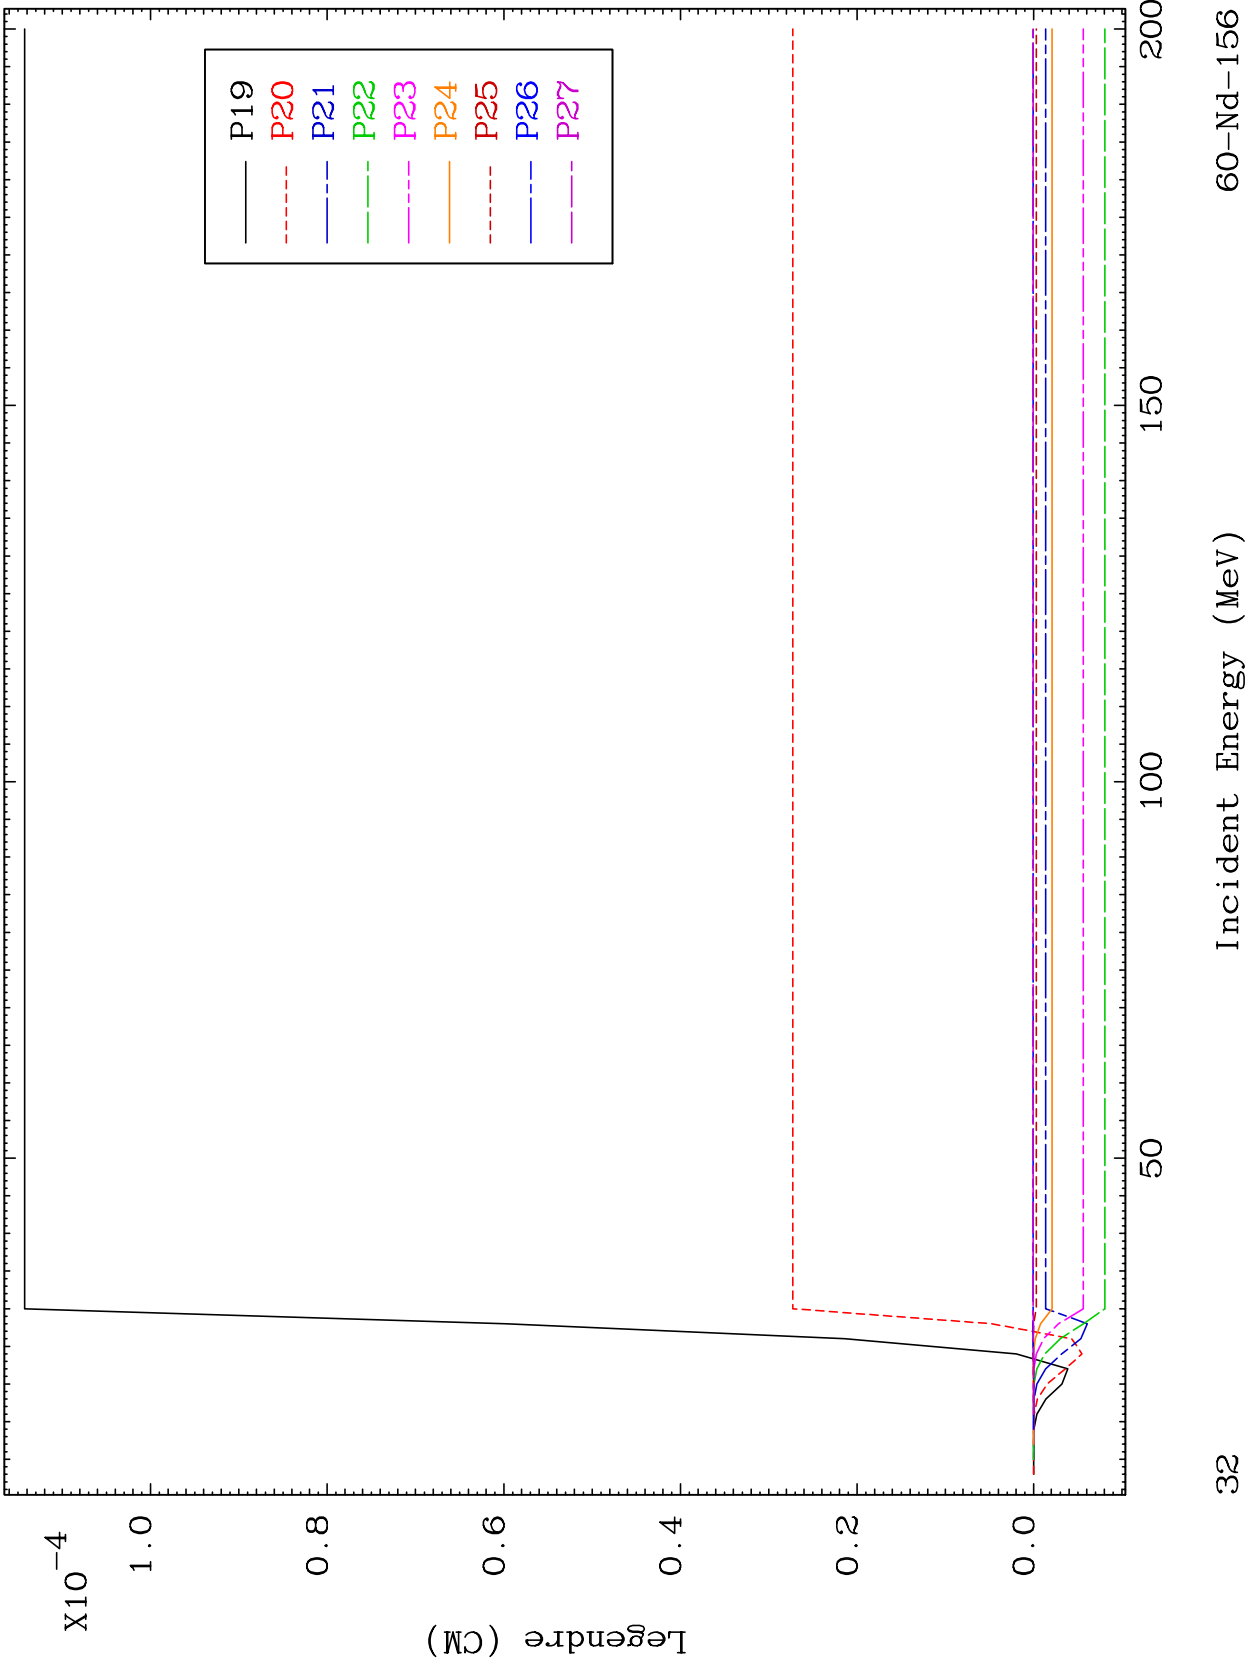 X10-4
1.0
0.8
0.6
0.4
0.2
0.0
Legendre (CM)
P19
P20
P21
P22
P23
P24
P25
P26
P27
50
100
150
200
Incident Energy (MeV)
32
60-Nd-156